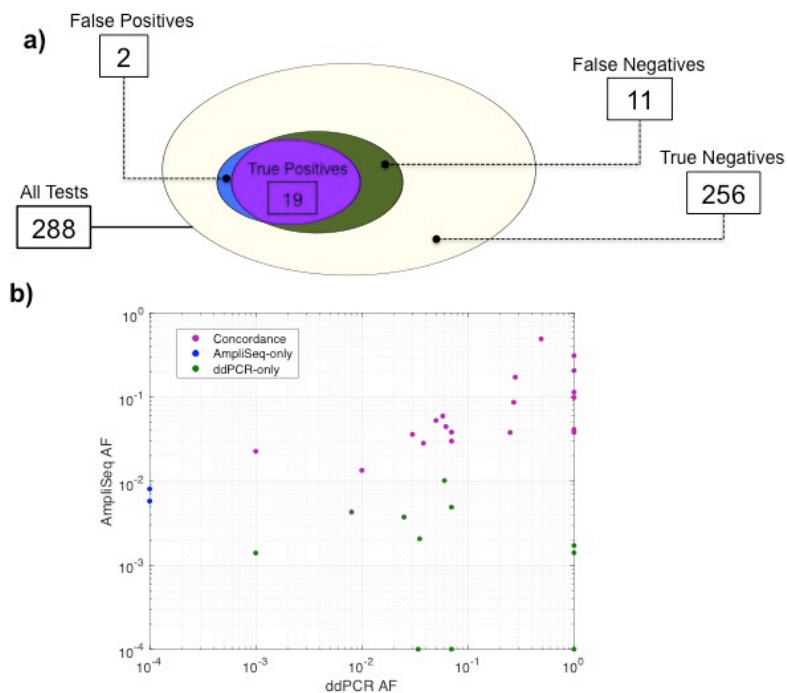 a)
False Positives
2
False Negatives
11
True Positives
19
True Negatives
256
All Tests
288
b)
10^0
10^-1
10^-2
10^-3
10^-4
AmpliSeq AF
Concordance
AmpliSeq-only
ddPCR-only
10^-4 10^-3 10^-2 10^-1 10^0
ddPCR AF